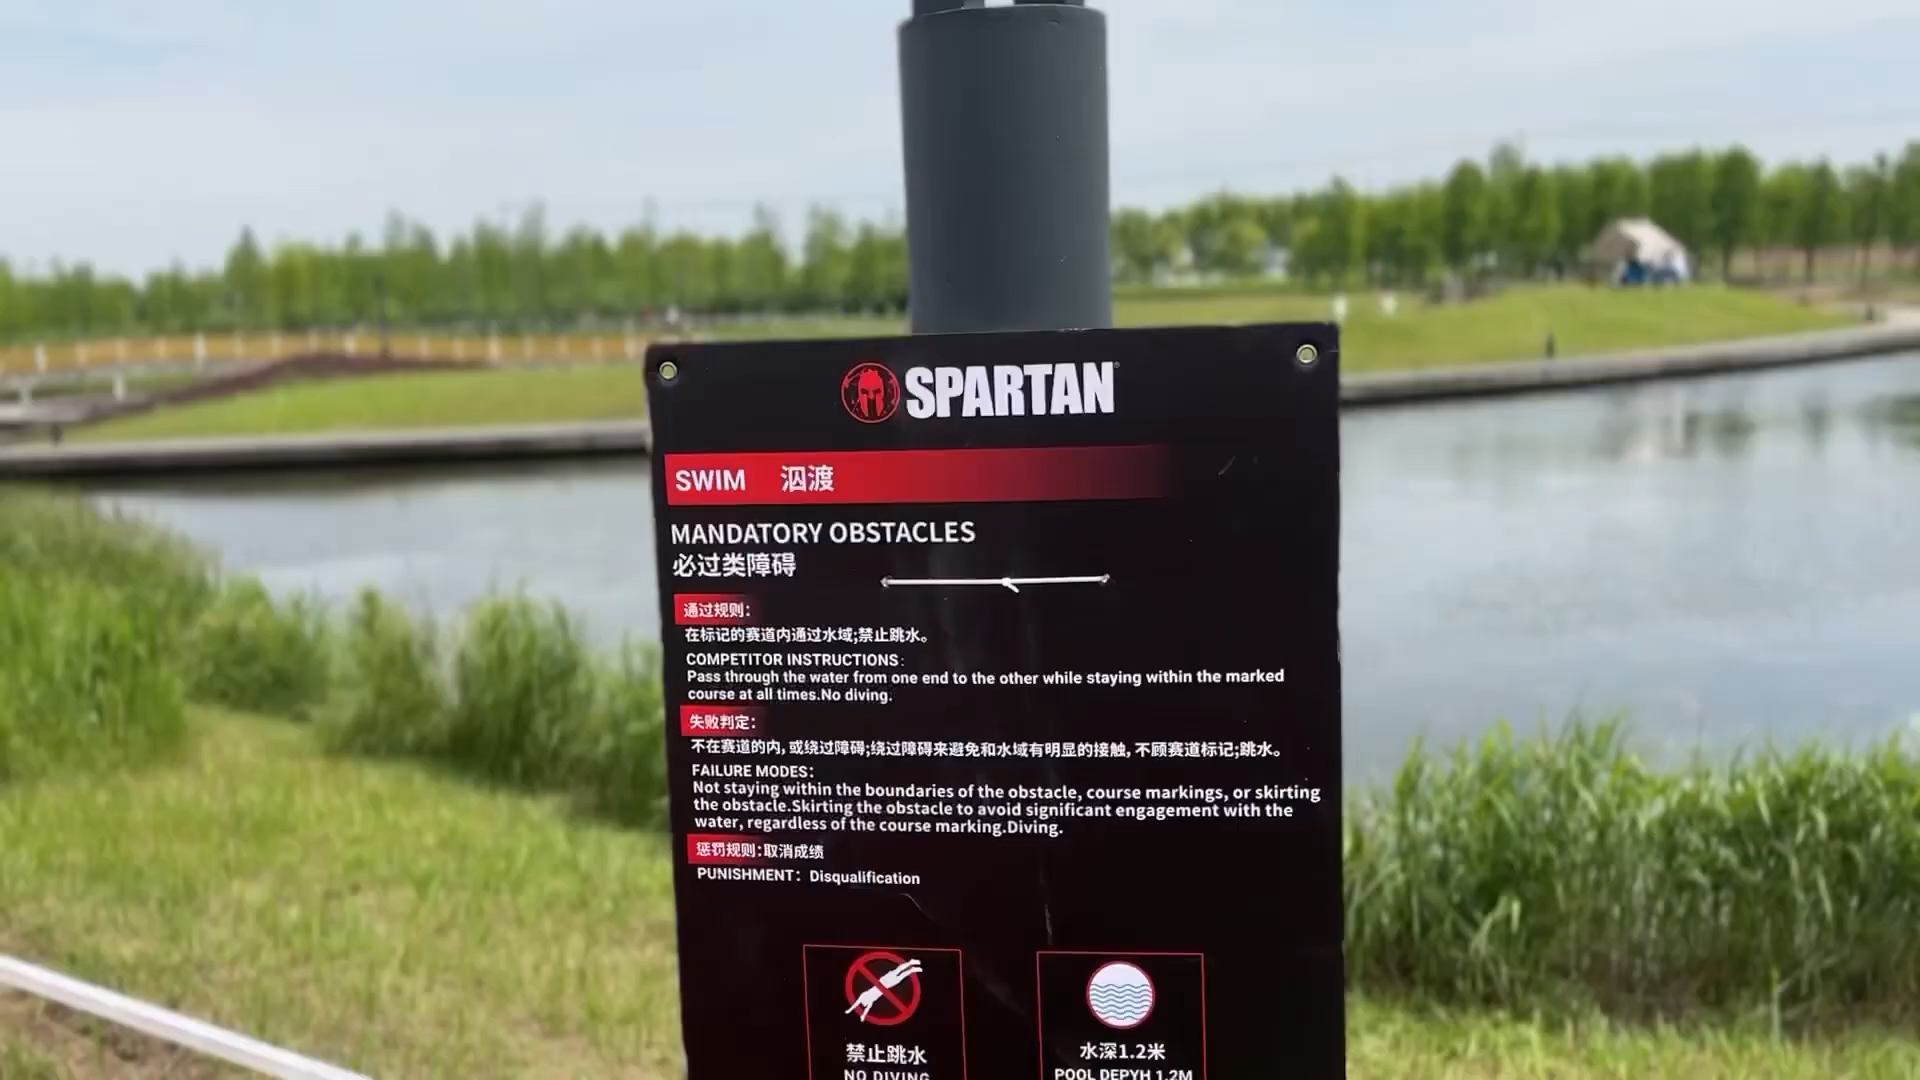 SPARTAN
SWIM 泅渡
MANDATORY OBSTACLES
必过类障碍
通过规则:
在标记的赛道内通过水域;禁止跳水。
COMPETITOR INSTRUCTIONS:
Pass through the water from one end to the other while staying within the marked
course at all times.No diving.
失败判定:
不在赛道的内, 或绕过障碍;绕过障碍来避免和水域有明显的接触, 不顾赛道标记;跳水。
FAILURE MODES:
Not staying within the boundaries of the obstacle, course markings, or skirting
the obstacle.Skirting the obstacle to avoid significant engagement with the
water, regardless of the course marking.Diving.
惩罚规则:取消成绩
PUNISHMENT: Disqualification
禁止跳水
NO DIVING
水深1.2米
POOL DEPYH 1.2M